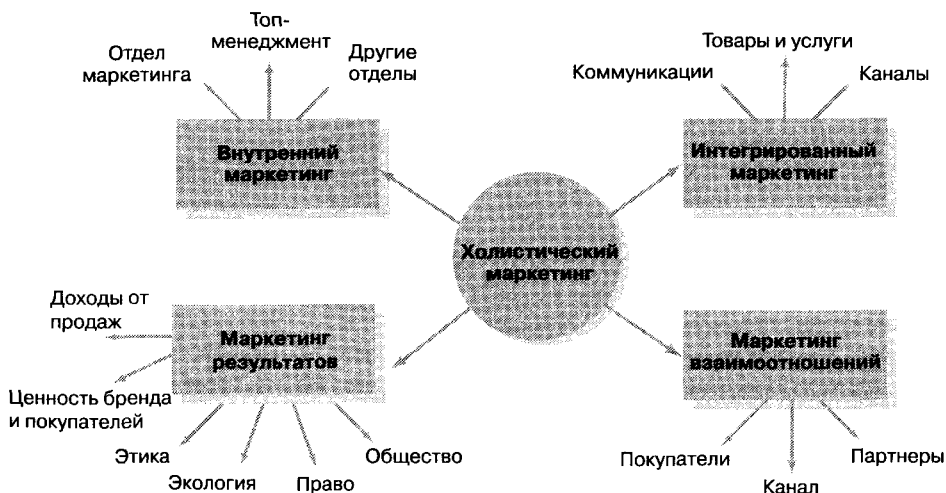 Отдел
маркетинга
Топ-
менеджмент
Другие
отделы
Внутренний
маркетинг
Коммуникации
Товары и услуги
Каналы
Интегрированный
маркетинг
Холистический
маркетинг
Доходы от
продаж
Маркетинг
результатов
Ценность бренда
и покупателей
Этика
Экология
Право
Общество
Маркетинг
взаимоотношений
Покупатели
Канал
Партнеры